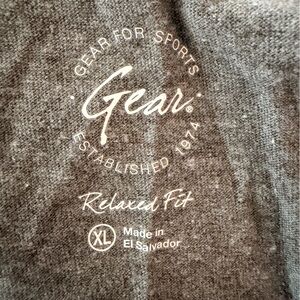 GEAR FOR SPORTS
Gear®
ESTABLISHED 1974
Relaxed Fit
XL
Made in
El Salvador